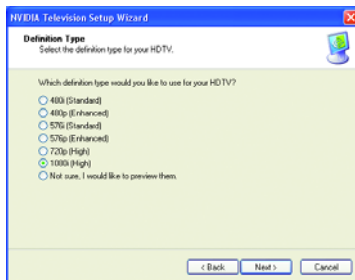 NVIDIA Television Setup Wizard
Definition Type
Select the definition type for your HDTV.
Which definition type would you like to use for your HDTV?
480i (Standard)
480p (Enhanced)
576i (Standard)
576p (Enhanced)
720p (High)
1080i (High)
Not sure, I would like to preview them.
< Back
Next >
Cancel